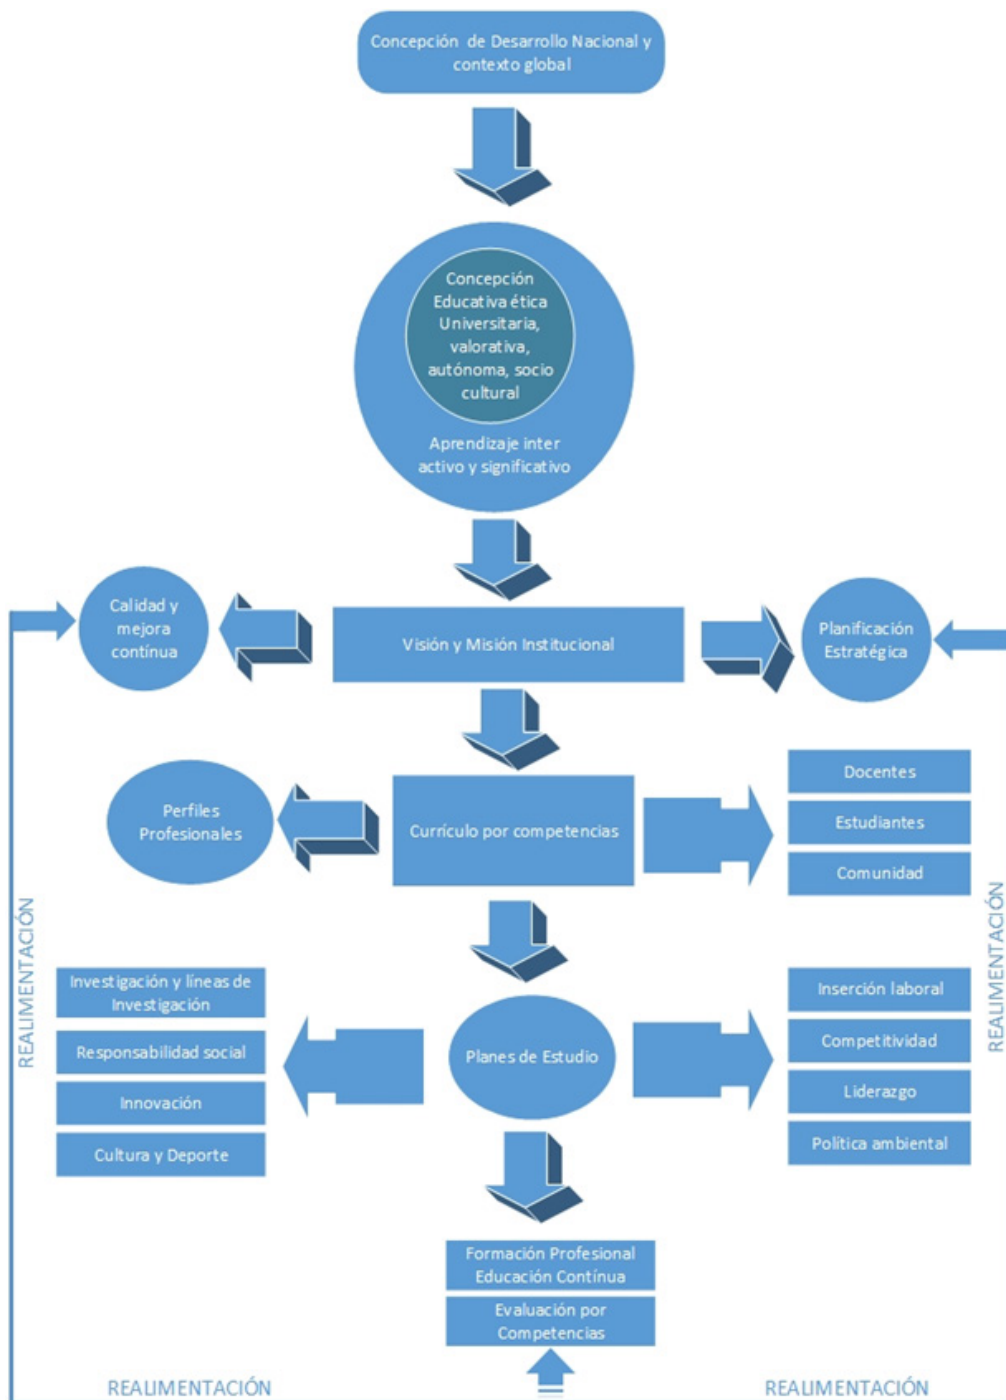 Concepción de Desarrollo Nacional y
contexto global
Concepción
Educativa ética
Universitaria,
valorativa,
autónoma, socio
cultural
Aprendizaje inter
activo y significativo
Calidad y
mejora
contínua
Visión y Misión Institucional
Planificación
Estratégica
Perfiles
Profesionales
Currículo por competencias
Docentes
Estudiantes
Comunidad
REALIMENTACIÓN
REALIMENTACIÓN
Investigación y líneas de
Investigación
Responsabilidad social
Innovación
Cultura y Deporte
Planes de Estudio
Inserción laboral
Competitividad
Liderazgo
Política ambiental
Formación Profesional
Educación Contínua
Evaluación por
Competencias
REALIMENTACIÓN
REALIMENTACIÓN